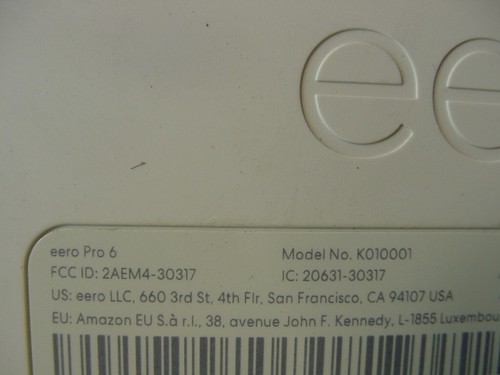 ee
eero Pro 6
Model No. K010001
FCC ID: 2AEM4-30317
IC: 20631-30317
US: eero LLC, 660 3rd St, 4th Flr, San Francisco, CA 94107 USA
EU: Amazon EU S.à r.l., 38, avenue John F. Kennedy, L-1855 Luxembou